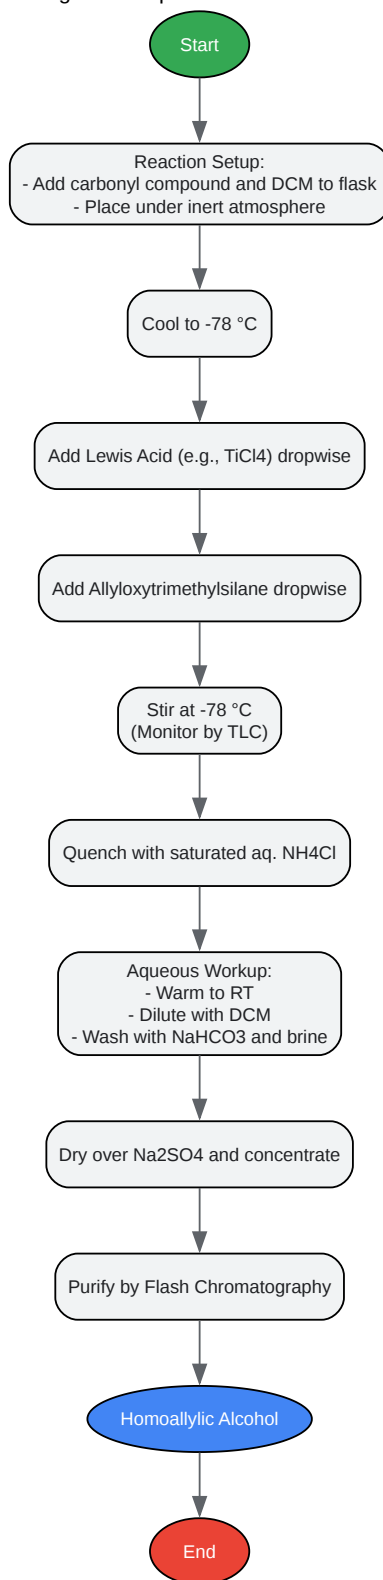 Start
Reaction Setup:
- Add carbonyl compound and DCM to flask
- Place under inert atmosphere
Cool to -78 °C
Add Lewis Acid (e.g., TiCl4) dropwise
Add Allyloxytrimethylsilane dropwise
Stir at -78 °C
(Monitor by TLC)
Quench with saturated aq. NH4Cl
Aqueous Workup:
- Warm to RT
- Dilute with DCM
- Wash with NaHCO3 and brine
Dry over Na2SO4 and concentrate
Purify by Flash Chromatography
Homoallylic Alcohol
End